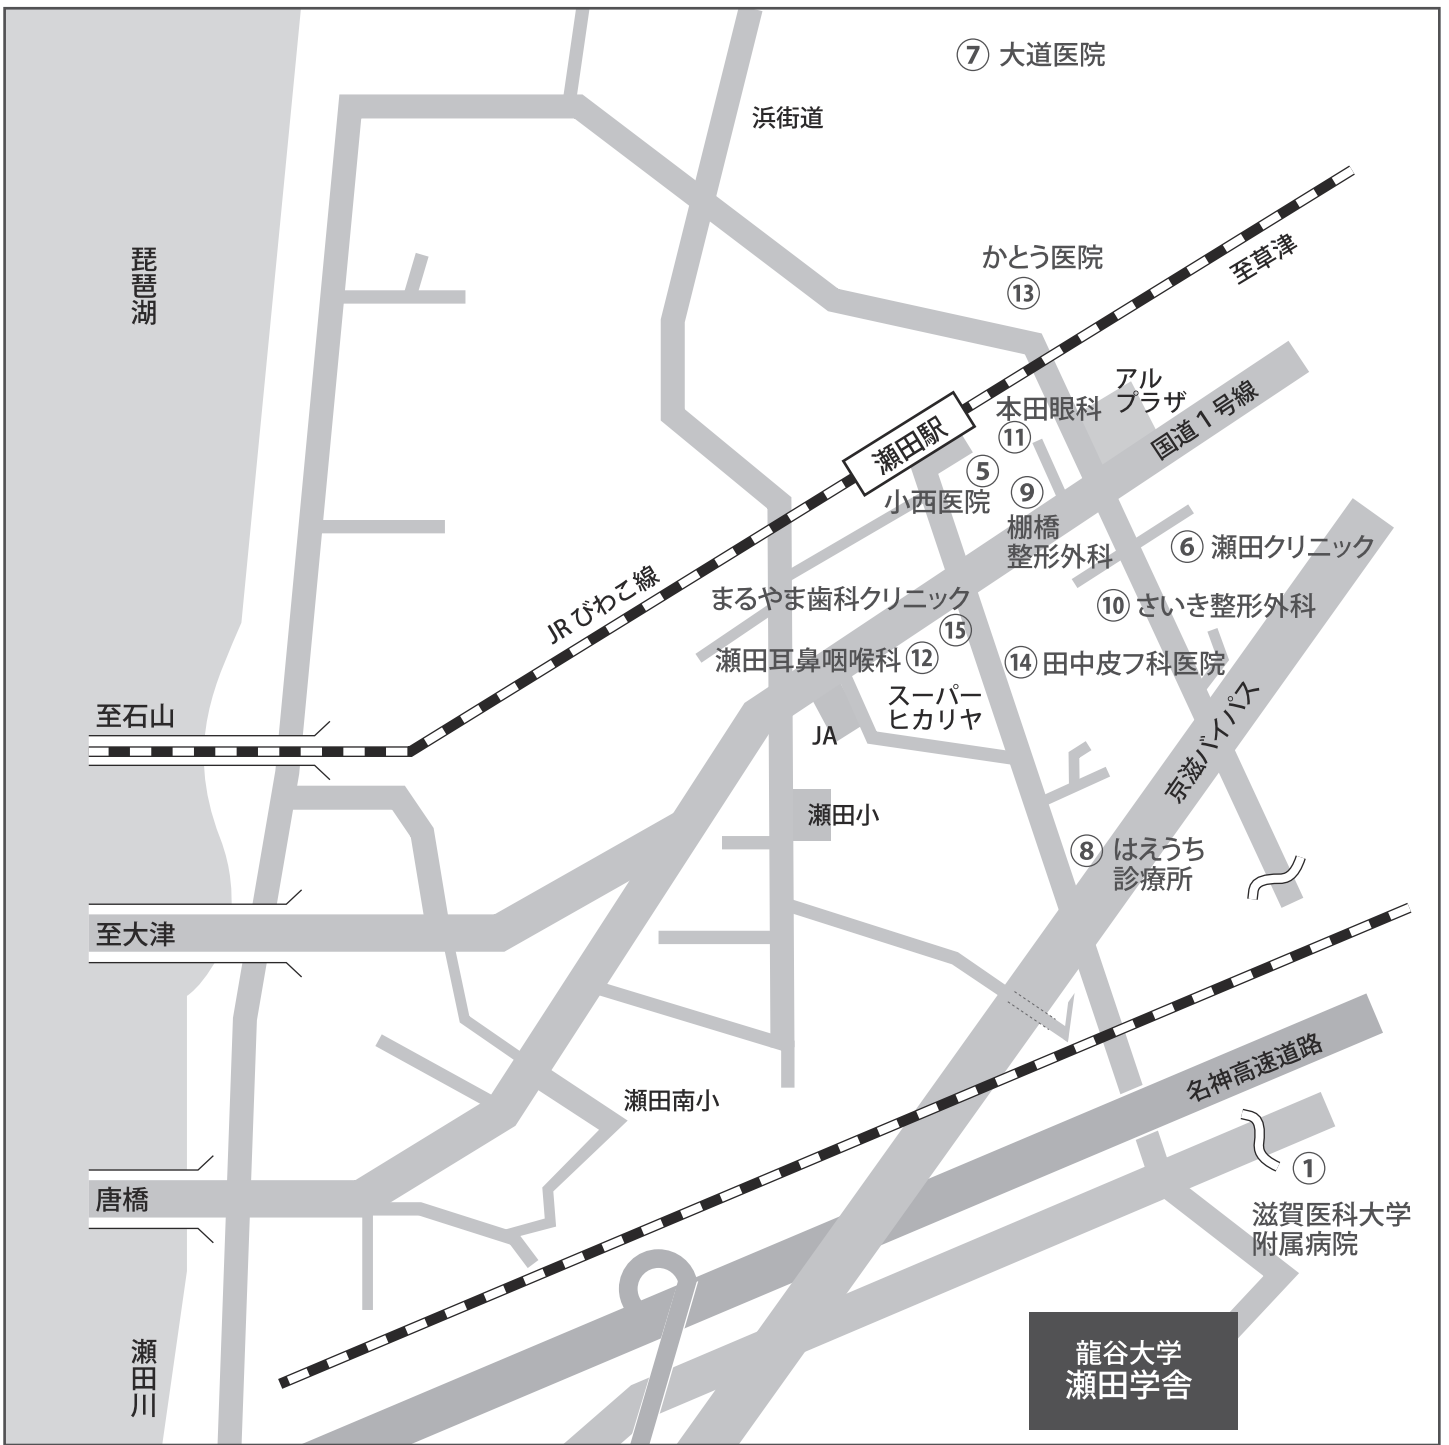 ⑦ 大道医院
浜街道
琵琶湖
かとう医院
⑬
至草津
アル
プラザ
本田眼科
⑪
国道1号線
瀬田駅
⑤
小西医院
⑨
棚橋
整形外科
⑥ 瀬田クリニック
JRびわこ線
まるやま歯科クリニック
⑮
⑩ さいき整形外科
瀬田耳鼻咽喉科 ⑫
⑭ 田中皮フ科医院
スーパー
ヒカリヤ
至石山
JA
京滋バイパス
瀬田小
⑧ はえうち
診療所
至大津
名神高速道路
瀬田南小
①
滋賀医科大学
附属病院
唐橋
瀬田川
龍谷大学
瀬田学舎